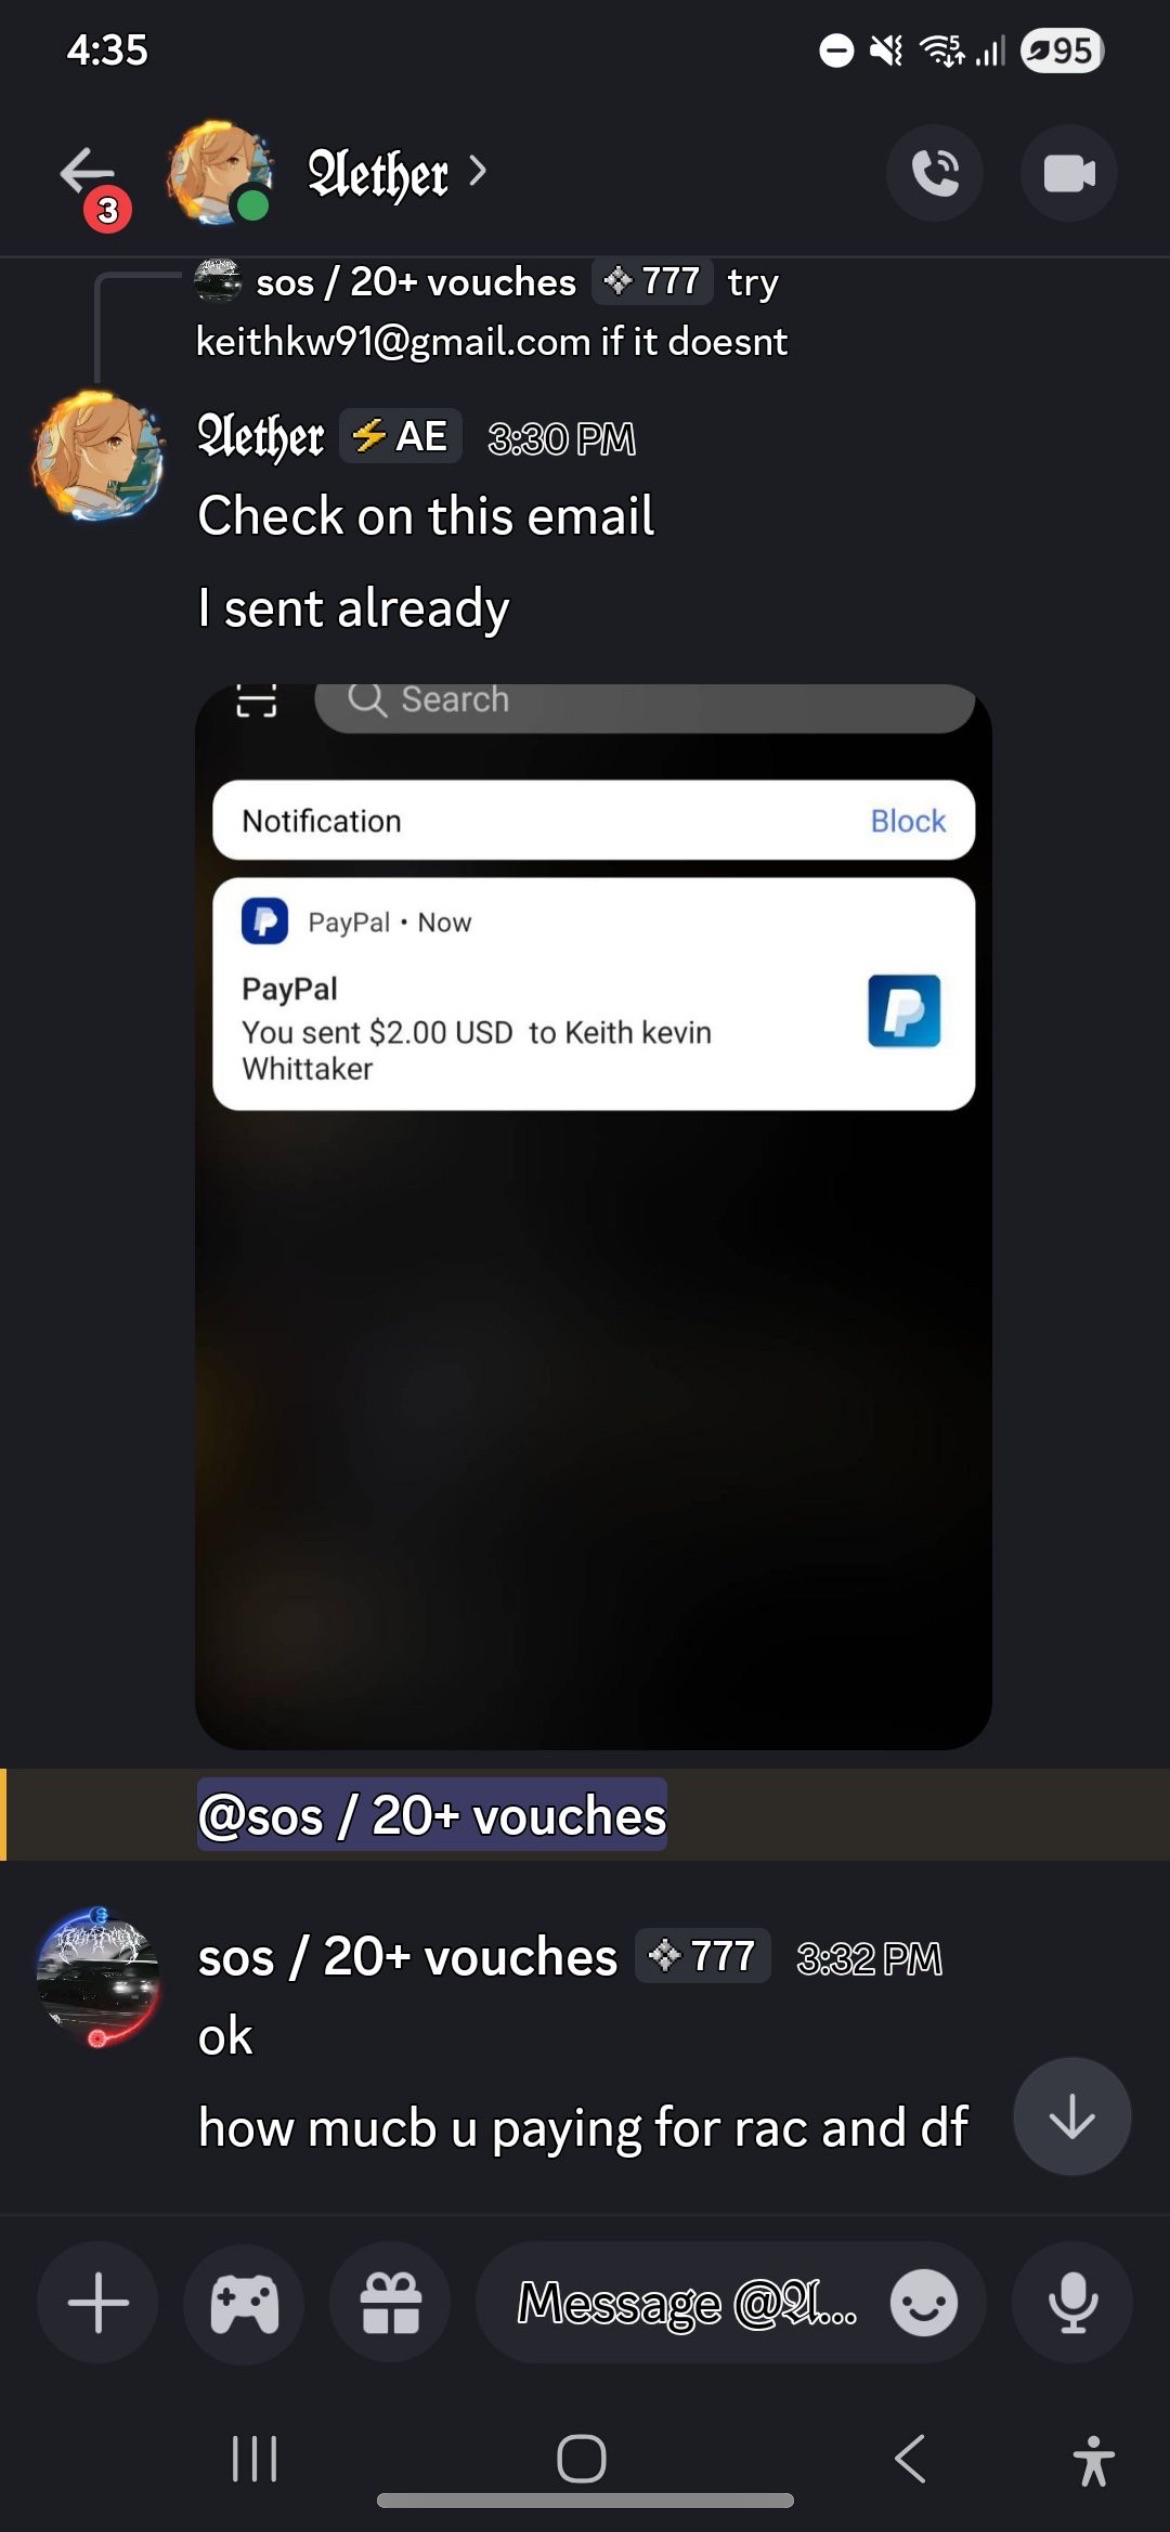 4:35
5
95
𝔄ether
3
sos / 20+ vouches 777 try
keithkw91@gmail.com if it doesnt
𝔄ether AE 3:30 PM
Check on this email
I sent already
Search
Notification Block
PayPal • Now
PayPal
You sent $2.00 USD to Keith kevin
Whittaker
@sos / 20+ vouches
sos / 20+ vouches 777 3:32 PM
ok
how mucb u paying for rac and df
Message @𝔄...